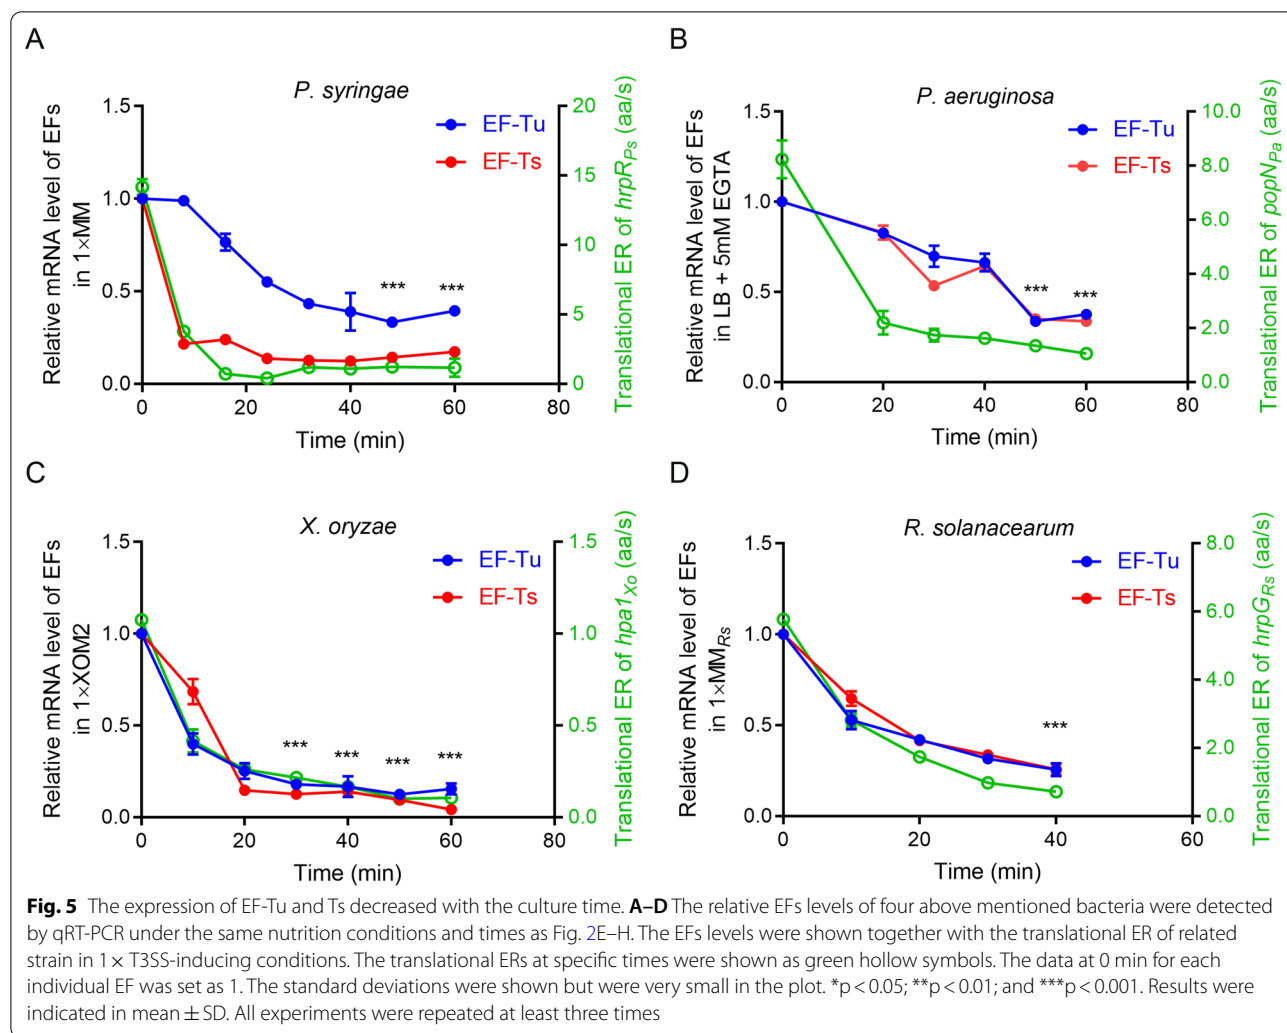 A
P. syringae
Relative mRNA level of EFs
in 1×MM
1.5
1.0
0.5
0.0
EF-Tu
EF-Ts
20
15
10
5
0
Translational ER of hrpR Ps (aa/s)
*** ***
0 20 40 60 80
Time (min)
B
P. aeruginosa
Relative mRNA level of EFs
in LB + 5mM EGTA
1.5
1.0
0.5
0.0
EF-Tu
EF-Ts
10.0
8.0
6.0
4.0
2.0
0.0
Translational ER of popN Pa (aa/s)
*** ***
0 20 40 60 80
Time (min)
C
X. oryzae
Relative mRNA level of EFs
in 1×XOM2
1.5
1.0
0.5
0.0
EF-Tu
EF-Ts
1.5
1.0
0.5
0.0
Translational ER of hpa1 Xo (aa/s)
*** *** *** ***
0 20 40 60 80
Time (min)
D
R. solanacearum
Relative mRNA level of EFs
in 1×MM Rs
1.5
1.0
0.5
0.0
EF-Tu
EF-Ts
8.0
6.0
4.0
2.0
0.0
Translational ER of hrpG Rs (aa/s)
***
0 20 40 60
Time (min)
Fig. 5 The expression of EF-Tu and Ts decreased with the culture time. A–D The relative EFs levels of four above mentioned bacteria were detected
by qRT-PCR under the same nutrition conditions and times as Fig. 2E–H. The EFs levels were shown together with the translational ER of related
strain in 1× T3SS-inducing conditions. The translational ERs at specific times were shown as green hollow symbols. The data at 0 min for each
individual EF was set as 1. The standard deviations were shown but were very small in the plot. *p < 0.05; **p < 0.01; and ***p < 0.001. Results were
indicated in mean ± SD. All experiments were repeated at least three times